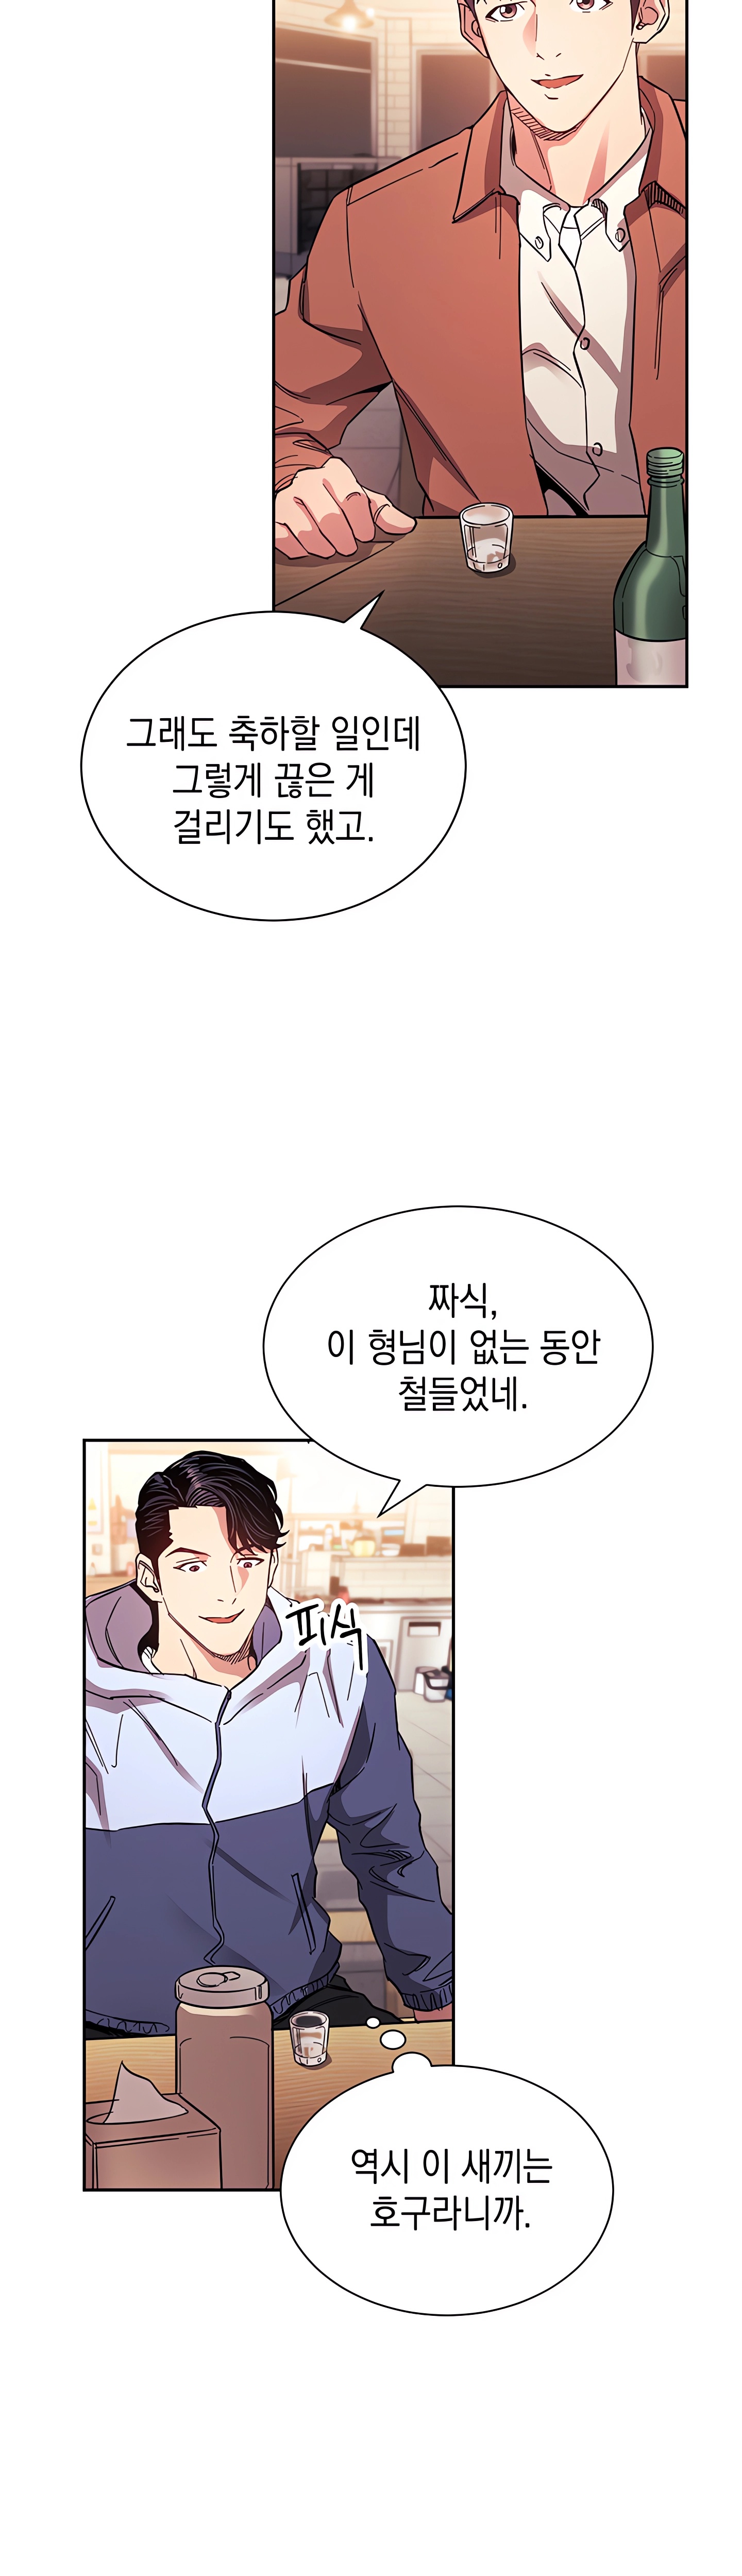 그래도 축하할 일인데
그렇게 끊은 게
걸리기도 했고.
짜식,
이 형님이 없는 동안
철들었네.
피식
역시 이 새끼는
호구라니까.